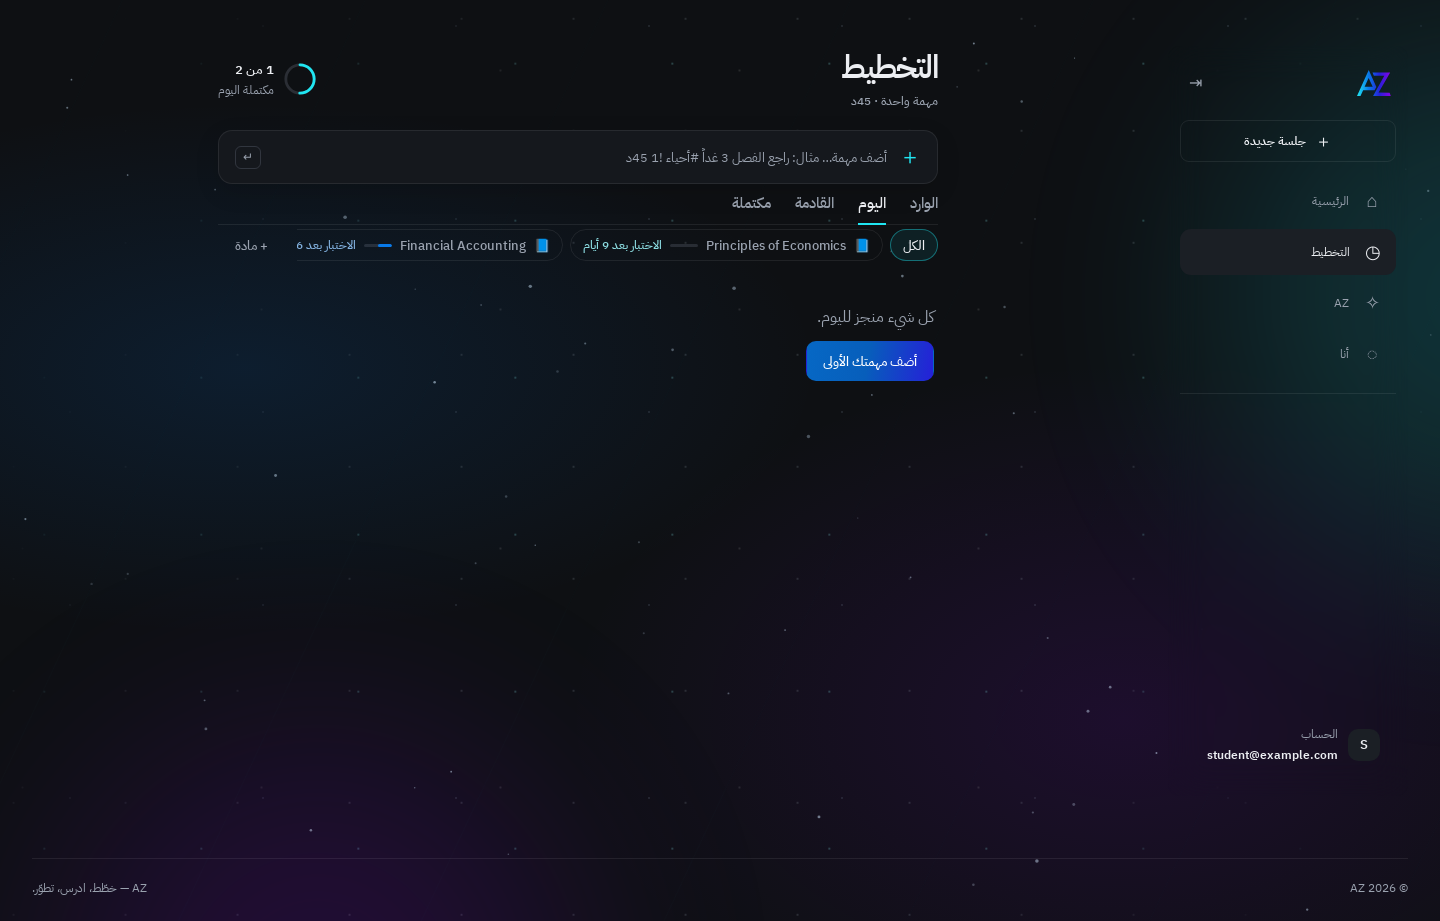 AZ
⇥
+ جلسة جديدة
الرئيسية
التخطيط
AZ
أنا
التخطيط
مهمة واحدة · 45د
1 من 2
مكتملة اليوم
+ أضف مهمة... مثال: راجع الفصل 3 غداً #أحياء !1 45د ↵
الوارد اليوم القادمة مكتملة
الكل
Principles of Economics الاختبار بعد 9 أيام
Financial Accounting الاختبار بعد 6
+ مادة
كل شيء منجز لليوم.
أضف مهمتك الأولى
S
الحساب
student@example.com
© 2026 AZ
AZ — خطّط، ادرس، تطوّر.